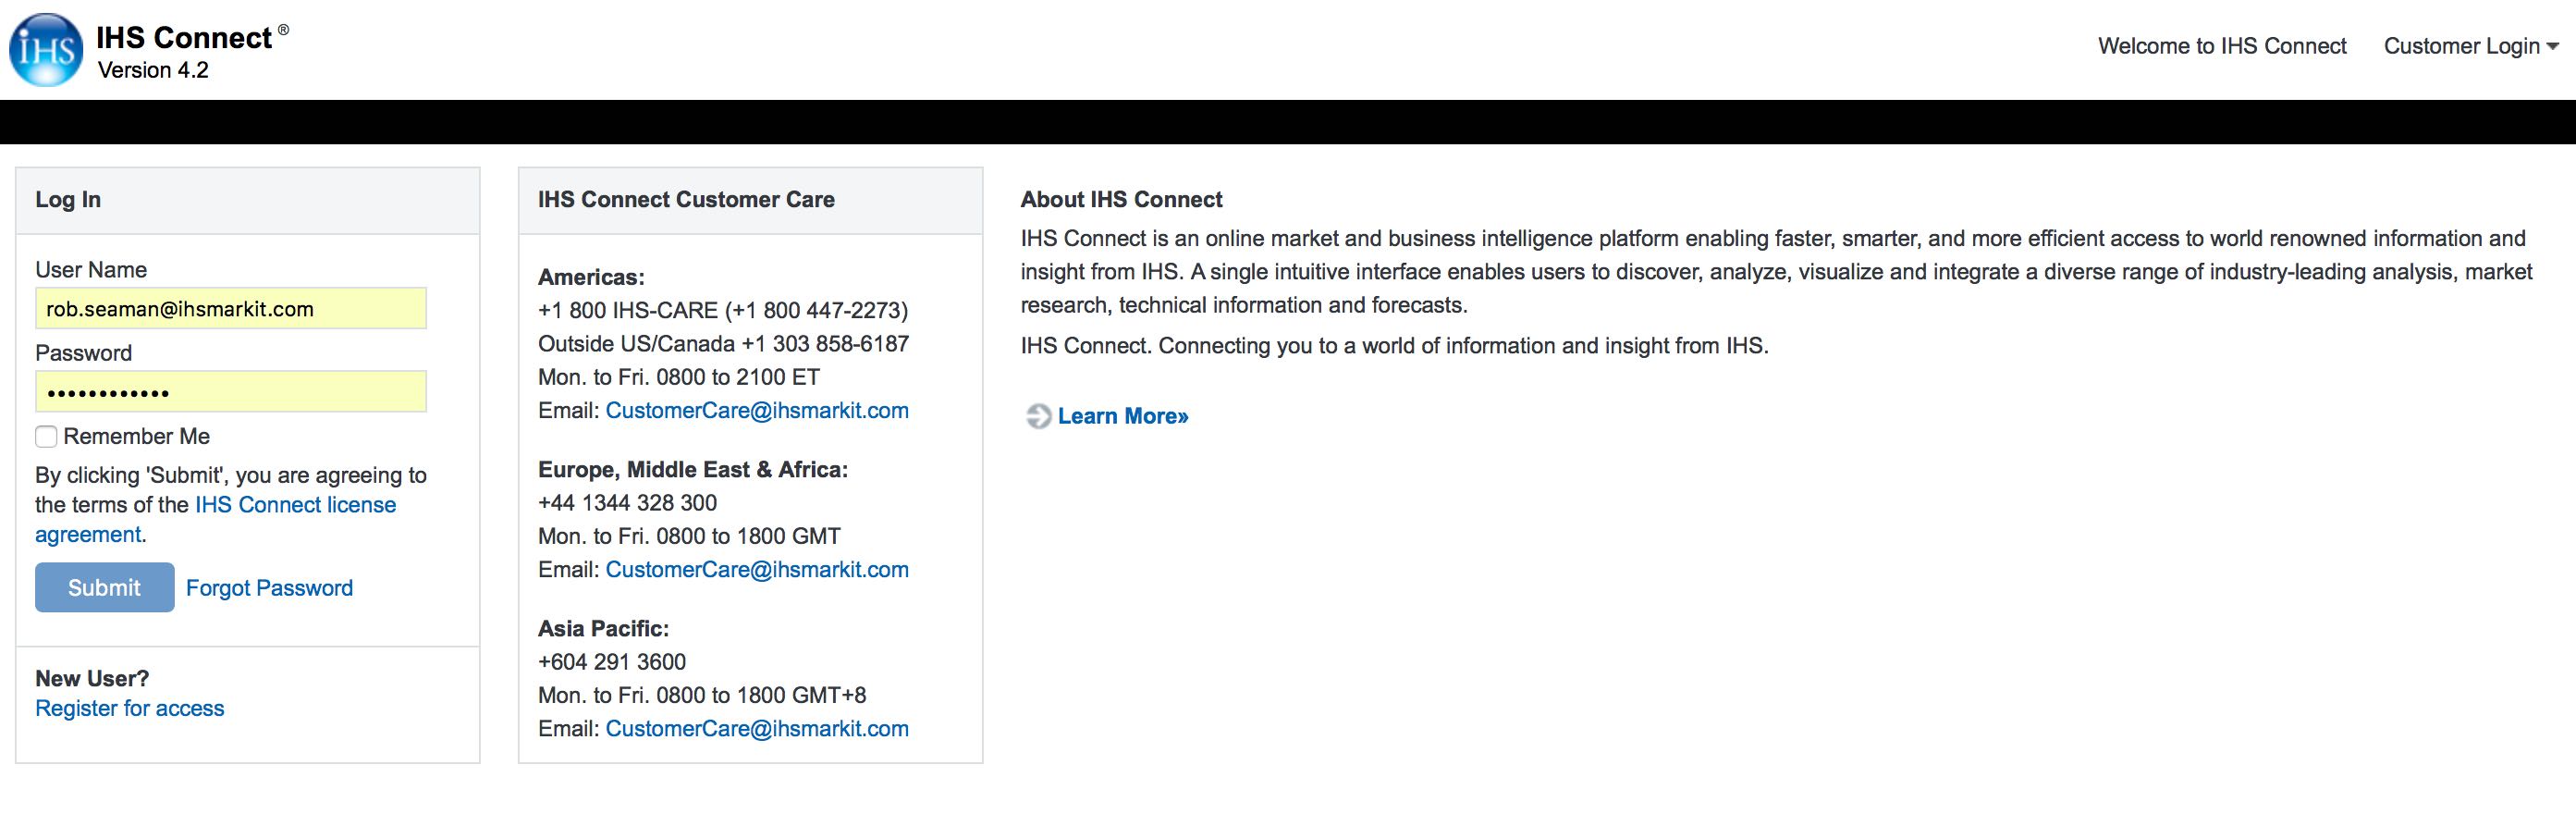 iHS
IHS Connect ®
Version 4.2
Welcome to IHS Connect
Customer Login
Log In
User Name
rob.seaman@ihsmarkit.com
Password
••••••••••••
Remember Me
By clicking 'Submit', you are agreeing to
the terms of the IHS Connect license
agreement.
Submit
Forgot Password
New User?
Register for access
IHS Connect Customer Care
Americas:
+1 800 IHS-CARE (+1 800 447-2273)
Outside US/Canada +1 303 858-6187
Mon. to Fri. 0800 to 2100 ET
Email: CustomerCare@ihsmarkit.com
Europe, Middle East & Africa:
+44 1344 328 300
Mon. to Fri. 0800 to 1800 GMT
Email: CustomerCare@ihsmarkit.com
Asia Pacific:
+604 291 3600
Mon. to Fri. 0800 to 1800 GMT+8
Email: CustomerCare@ihsmarkit.com
About IHS Connect
IHS Connect is an online market and business intelligence platform enabling faster, smarter, and more efficient access to world renowned information and
insight from IHS. A single intuitive interface enables users to discover, analyze, visualize and integrate a diverse range of industry-leading analysis, market
research, technical information and forecasts.
IHS Connect. Connecting you to a world of information and insight from IHS.
Learn More»